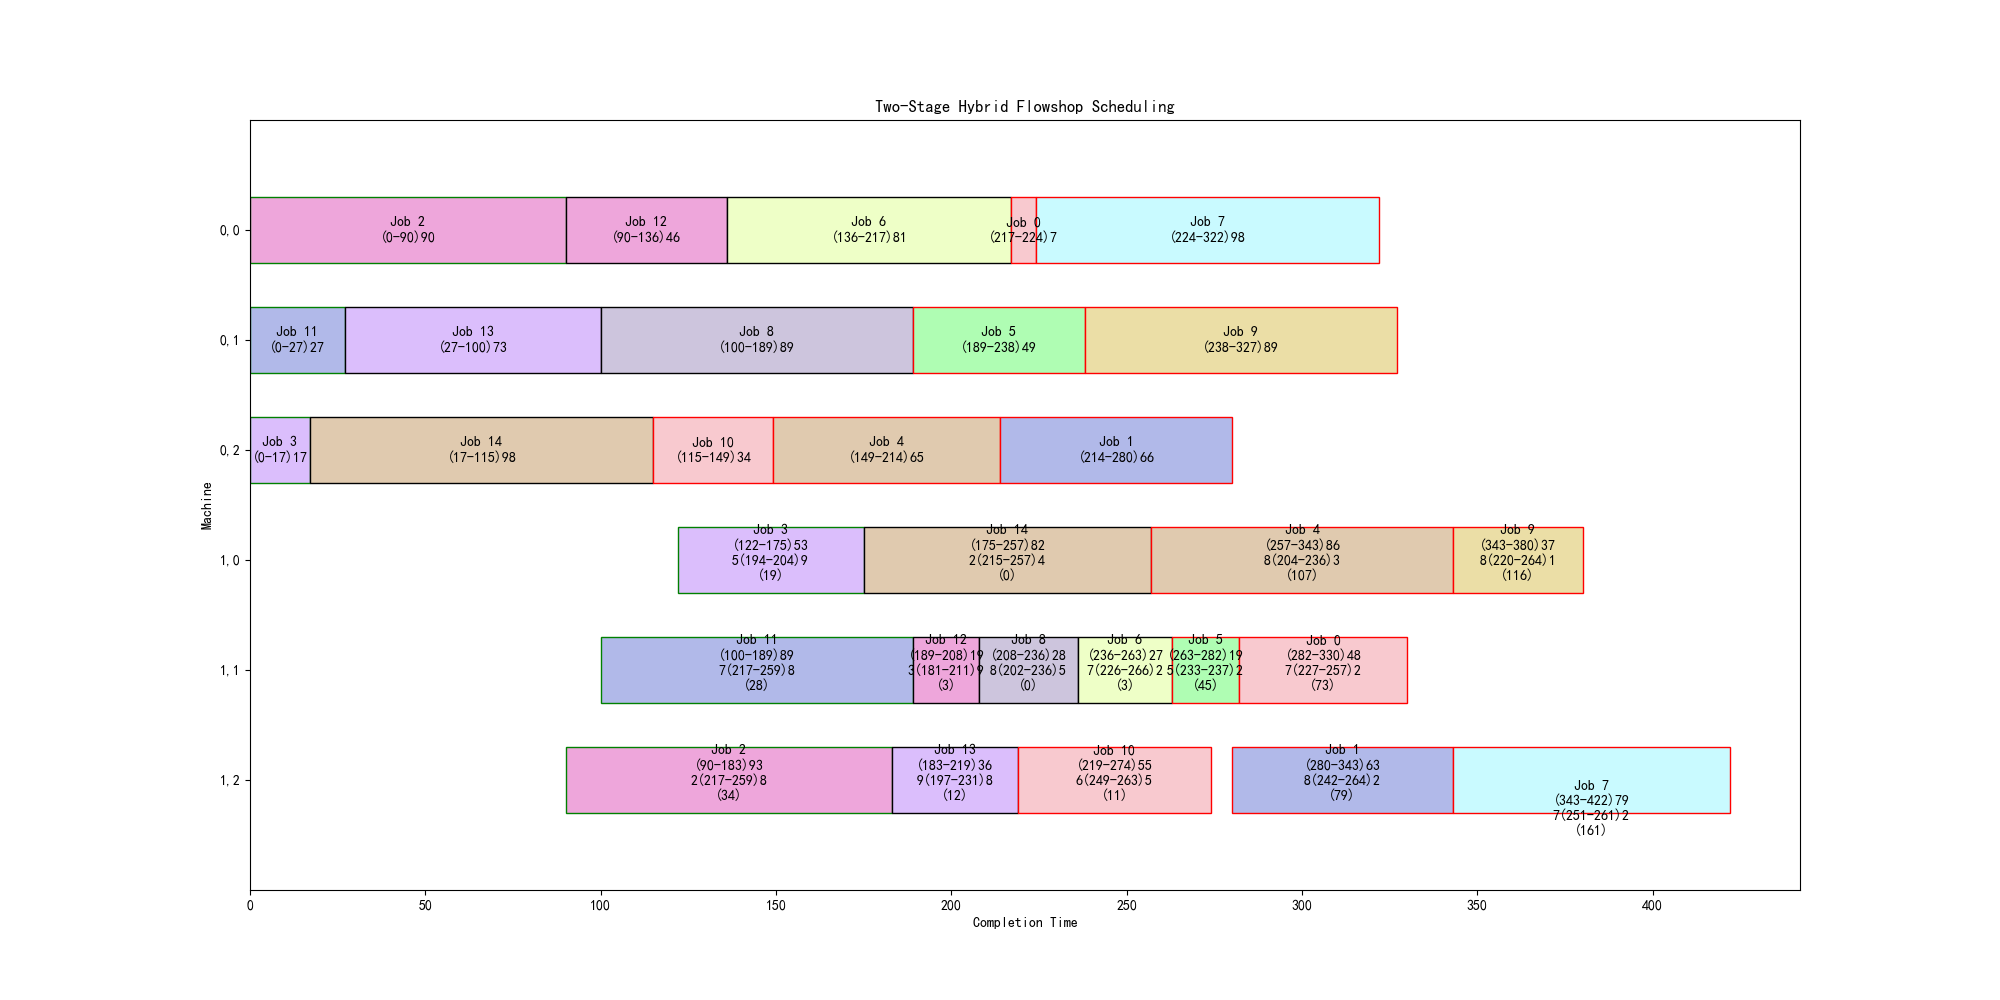 Two-Stage Hybrid Flowshop Scheduling
0,0
Job 2
(0-90)90
Job 12
(90-136)46
Job 6
(136-217)81
Job 0
(217-224)7
Job 7
(224-322)98
0,1
Job 11
(0-27)27
Job 13
(27-100)73
Job 8
(100-189)89
Job 5
(189-238)49
Job 9
(238-327)89
0,2
Job 3
(0-17)17
Job 14
(17-115)98
Job 10
(115-149)34
Job 4
(149-214)65
Job 1
(214-280)66
Machine
1,0
Job 3
(122-175)53
5(194-204)9
(19)
Job 14
(175-257)82
2(215-257)4
(0)
Job 4
(257-343)86
8(204-236)3
(107)
Job 9
(343-380)37
8(220-264)1
(116)
1,1
Job 11
(100-189)89
7(217-259)8
(28)
Job 12
(189-208)19
3(181-211)9
(3)
Job 8
(208-236)28
8(202-236)5
(0)
Job 6
(236-263)27
7(226-266)2
(3)
Job 5
(263-282)19
5(233-237)2
(45)
Job 0
(282-330)48
7(227-257)2
(73)
1,2
Job 2
(90-183)93
2(217-259)8
(34)
Job 13
(183-219)36
9(197-231)8
(12)
Job 10
(219-274)55
6(249-263)5
(11)
Job 1
(280-343)63
8(242-264)2
(79)
Job 7
(343-422)79
7(251-261)2
(161)
0
50
100
150
200
250
300
350
400
Completion Time